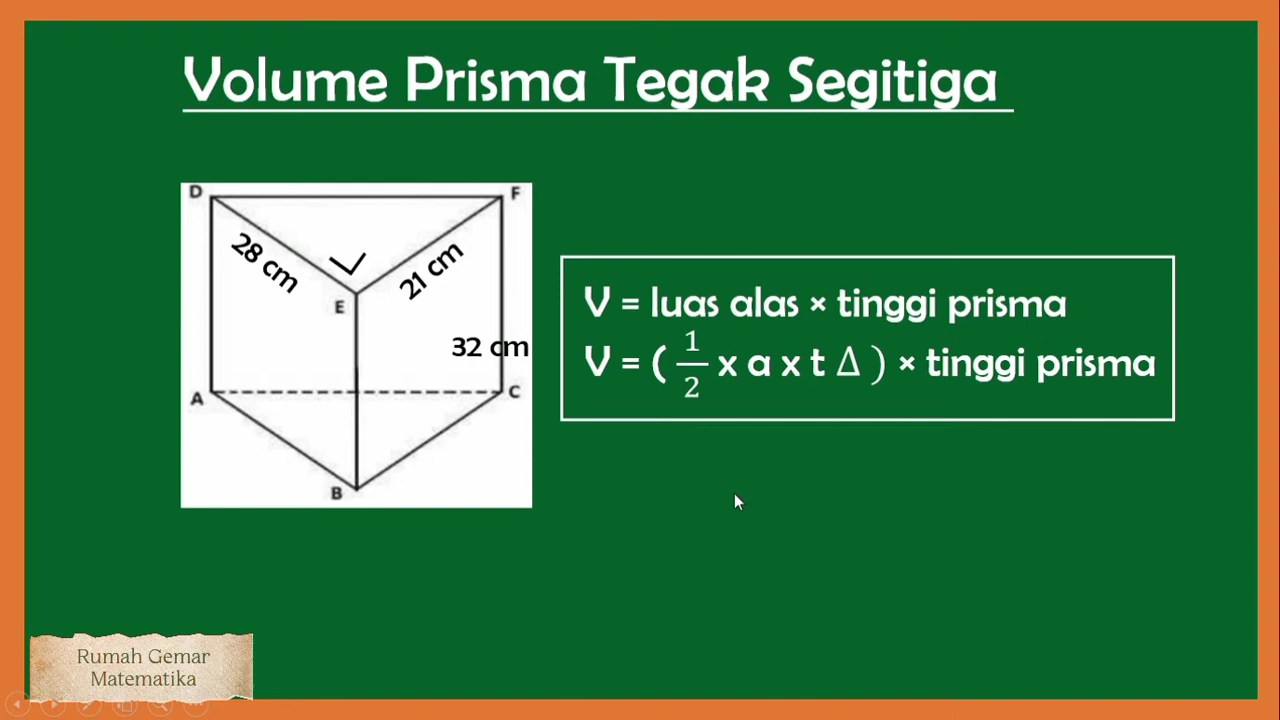 Volume Prisma Tegak Segitiga
D
F
28 cm
21 cm
E
32 cm
A
C
B
V = luas alas × tinggi prisma
V = ( 1/2 x a x t Δ ) × tinggi prisma
Rumah Gemar
Matematika